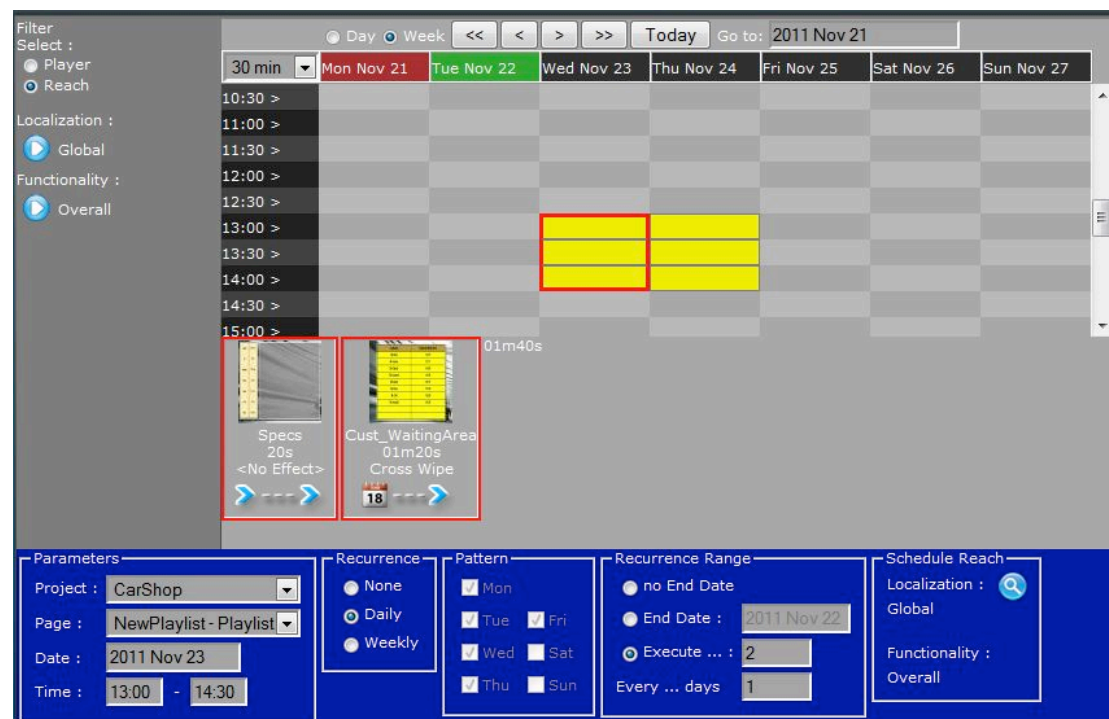 Filter
Select :
Player
Reach
Localization :
Global
Functionality :
Overall
Day Week << < > >> Today Go to: 2011 Nov 21
30 min Mon Nov 21 Tue Nov 22 Wed Nov 23 Thu Nov 24 Fri Nov 25 Sat Nov 26 Sun Nov 27
10:30 >
11:00 >
11:30 >
12:00 >
12:30 >
13:00 >
13:30 >
14:00 >
14:30 >
15:00 >
01m40s
Specs
20s
<No Effect>
Cust_WaitingArea
01m20s
Cross Wipe
18
Parameters
Project : CarShop
Page : NewPlaylist - Playlist
Date : 2011 Nov 23
Time : 13:00 - 14:30
Recurrence
None
Daily
Weekly
Pattern
Mon
Tue Fri
Wed Sat
Thu Sun
Recurrence Range
no End Date
End Date : 2011 Nov 22
Execute ... : 2
Every ... days 1
Schedule Reach
Localization :
Global
Functionality :
Overall